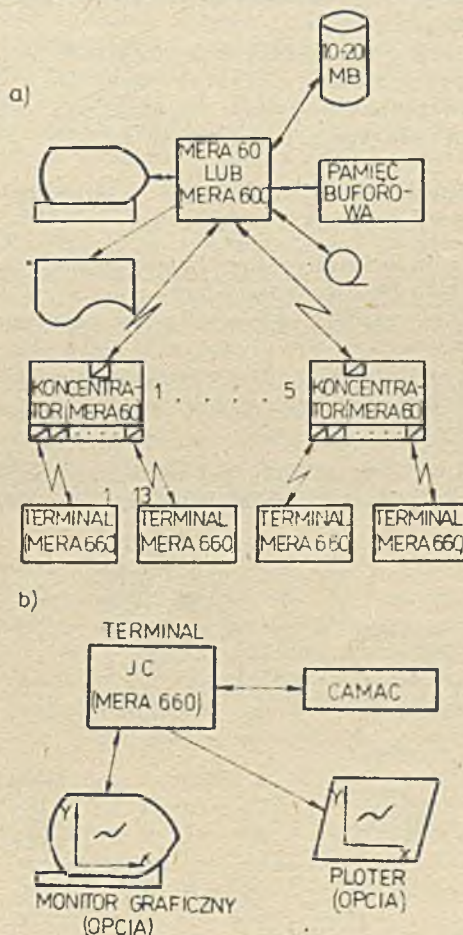 a)
10-20
MB
MERA 60
LUB
MERA 600
PAMIĘĆ
BUFORO-
WA
KONCENTRA-
TOR(MERA 60)
1 . . . . . 5
KONCENTRA-
TOR(MERA 60)
1 13
TERMINAL
(MERA 660)
TERMINAL
(MERA 660)
TERMINAL
(MERA 660)
TERMINAL
(MERA 660)
b)
TERMINAL
JC
(MERA 660)
CAMAC
Y
X
MONITOR GRAFICZNY
(OPCJA)
Y
X
PLOTER
(OPCJA)